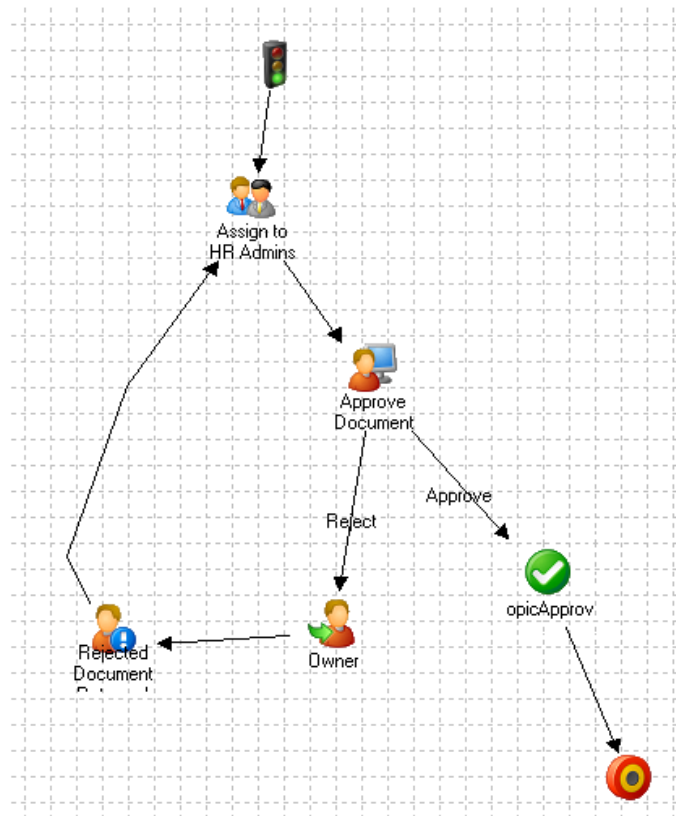 Assign to
HR Admins
Approve
Document
Approve
Reject
opicApprov
Owner
Rejected
Document